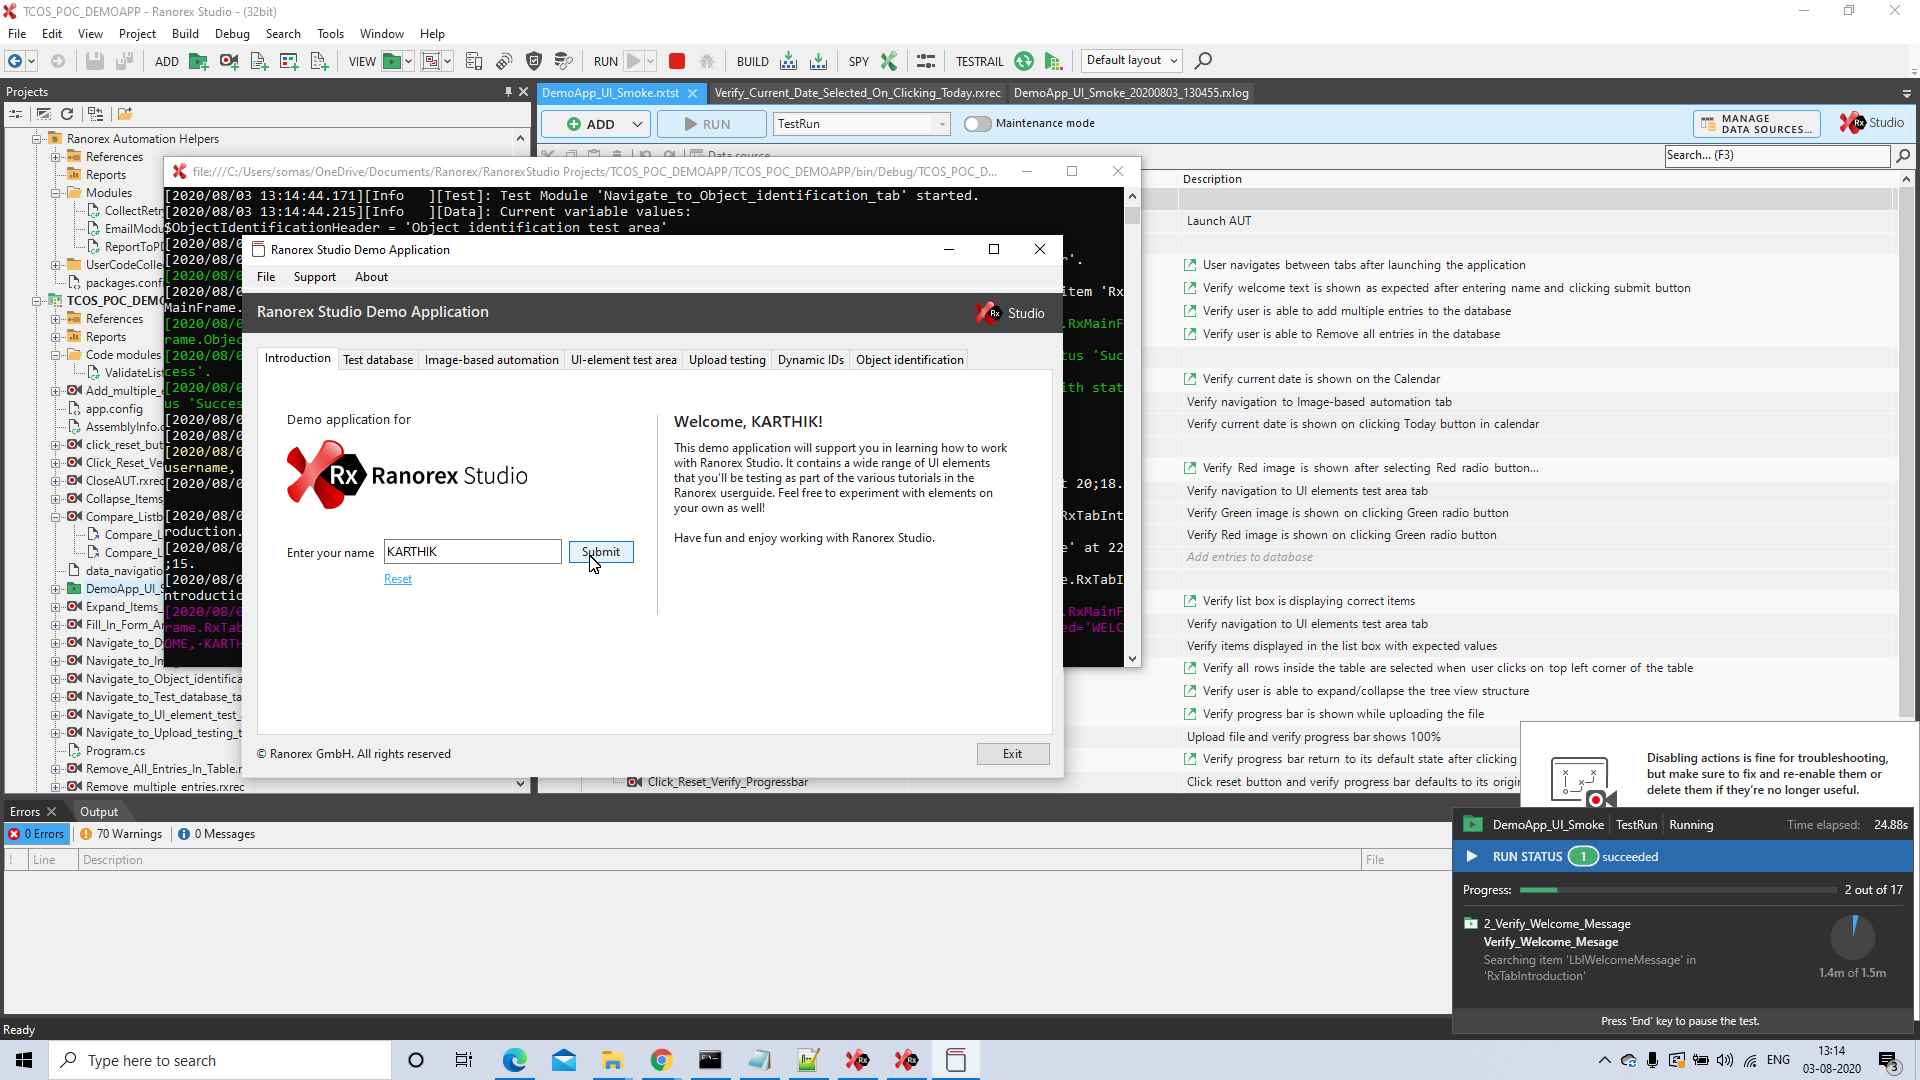 TCOS_POC_DEMOAPP - Ranorex Studio - (32bit)
File Edit View Project Build Debug Search Tools Window Help
ADD VIEW RUN BUILD SPY TESTRAIL Default layout
Projects
DemoApp_UI_Smoke.rxtst Verify_Current_Date_Selected_On_Clicking_Today.rxrec DemoApp_UI_Smoke_20200803_130455.rxlog
ADD RUN TestRun Maintenance mode MANAGE DATA SOURCES... Rx Studio
Data source
Search... (F3)
Description
Ranorex Automation Helpers
References
Reports
Modules
CollectRetr
EmailModu
ReportToPD
UserCodeColle
packages.confi
TCOS_POC_DEMO
References
Reports
Code modules
ValidateList
Add_multiple_
app.config
AssemblyInfo.c
click_reset_but
Click_Reset_Ve
CloseAUT.rxrec
Collapse_Items
Compare_Listb
Compare_L
Compare_L
data_navigatio
DemoApp_UI_S
Expand_Items_
Fill_In_Form_A
Navigate_to_D
Navigate_to_Im
Navigate_to_Object_identifica
Navigate_to_Test_database_ta
Navigate_to_UI_element_test_
Navigate_to_Upload_testing_t
Program.cs
Remove_All_Entries_In_Table.r
Remove multiple entries.rxrec
file:///C:/Users/somas/OneDrive/Documents/Ranorex/RanorexStudio Projects/TCOS_POC_DEMOAPP/TCOS_POC_DEMOAPP/bin/Debug/TCOS_POC_D...
[2020/08/03 13:14:44.171][Info   ][Test]: Test Module 'Navigate_to_Object_identification_tab' started.
[2020/08/03 13:14:44.215][Info   ][Data]: Current variable values:
$ObjectIdentificationHeader = 'Object identification test area'
Ranorex Studio Demo Application
File Support About
Ranorex Studio Demo Application Rx Studio
Introduction Test database Image-based automation UI-element test area Upload testing Dynamic IDs Object identification
Demo application for
Rx Ranorex Studio
Enter your name KARTHIK Submit
Reset
Welcome, KARTHIK!
This demo application will support you in learning how to work
with Ranorex Studio. It contains a wide range of UI elements
that you'll be testing as part of the various tutorials in the
Ranorex userguide. Feel free to experiment with elements on
your own as well!
Have fun and enjoy working with Ranorex Studio.
© Ranorex GmbH. All rights reserved Exit
Launch AUT
User navigates between tabs after launching the application
Verify welcome text is shown as expected after entering name and clicking submit button
Verify user is able to add multiple entries to the database
Verify user is able to Remove all entries in the database
Verify current date is shown on the Calendar
Verify navigation to Image-based automation tab
Verify current date is shown on clicking Today button in calendar
Verify Red image is shown after selecting Red radio button...
Verify navigation to UI elements test area tab
Verify Green image is shown on clicking Green radio button
Verify Red image is shown on clicking Green radio button
Add entries to database
Verify list box is displaying correct items
Verify navigation to UI elements test area tab
Verify items displayed in the list box with expected values
Verify all rows inside the table are selected when user clicks on top left corner of the table
Verify user is able to expand/collapse the tree view structure
Verify progress bar is shown while uploading the file
Upload file and verify progress bar shows 100%
Verify progress bar return to its default state after clicking
Click_Reset_Verify_Progressbar Click reset button and verify progress bar defaults to its origin
Disabling actions is fine for troubleshooting,
but make sure to fix and re-enable them or
delete them if they're no longer useful.
Errors Output
0 Errors 70 Warnings 0 Messages
! Line Description File
DemoApp_UI_Smoke TestRun Running Time elapsed: 24.88s
RUN STATUS 1 succeeded
Progress: 2 out of 17
2_Verify_Welcome_Message
Verify_Welcome_Mesage
Searching item 'LblWelcomeMessage' in
'RxTabIntroduction'
1.4m of 1.5m
Press 'End' key to pause the test.
Ready
Type here to search
ENG 13:14
03-08-2020 3